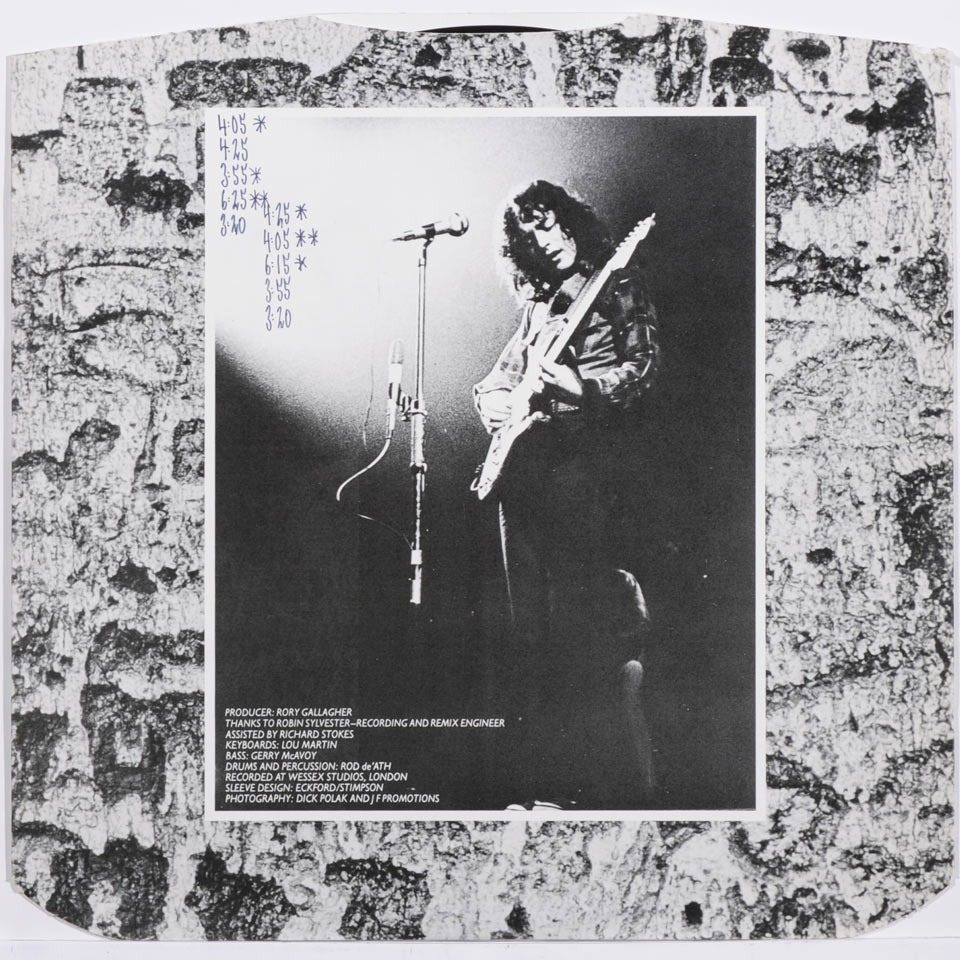 4:05 *
4:25
3:55 *
6:25 **
3:20
4:25 *
4:05 **
6:15 *
3:55
3:20
PRODUCER: RORY GALLAGHER
THANKS TO ROBIN SYLVESTER—RECORDING AND REMIX ENGINEER
ASSISTED BY RICHARD STOKES
KEYBOARDS: LOU MARTIN
BASS: GERRY McAVOY
DRUMS AND PERCUSSION: ROD de'ATH
RECORDED AT WESSEX STUDIOS, LONDON
SLEEVE DESIGN: ECKFORD/STIMPSON
PHOTOGRAPHY: DICK POLAK AND J F PROMOTIONS